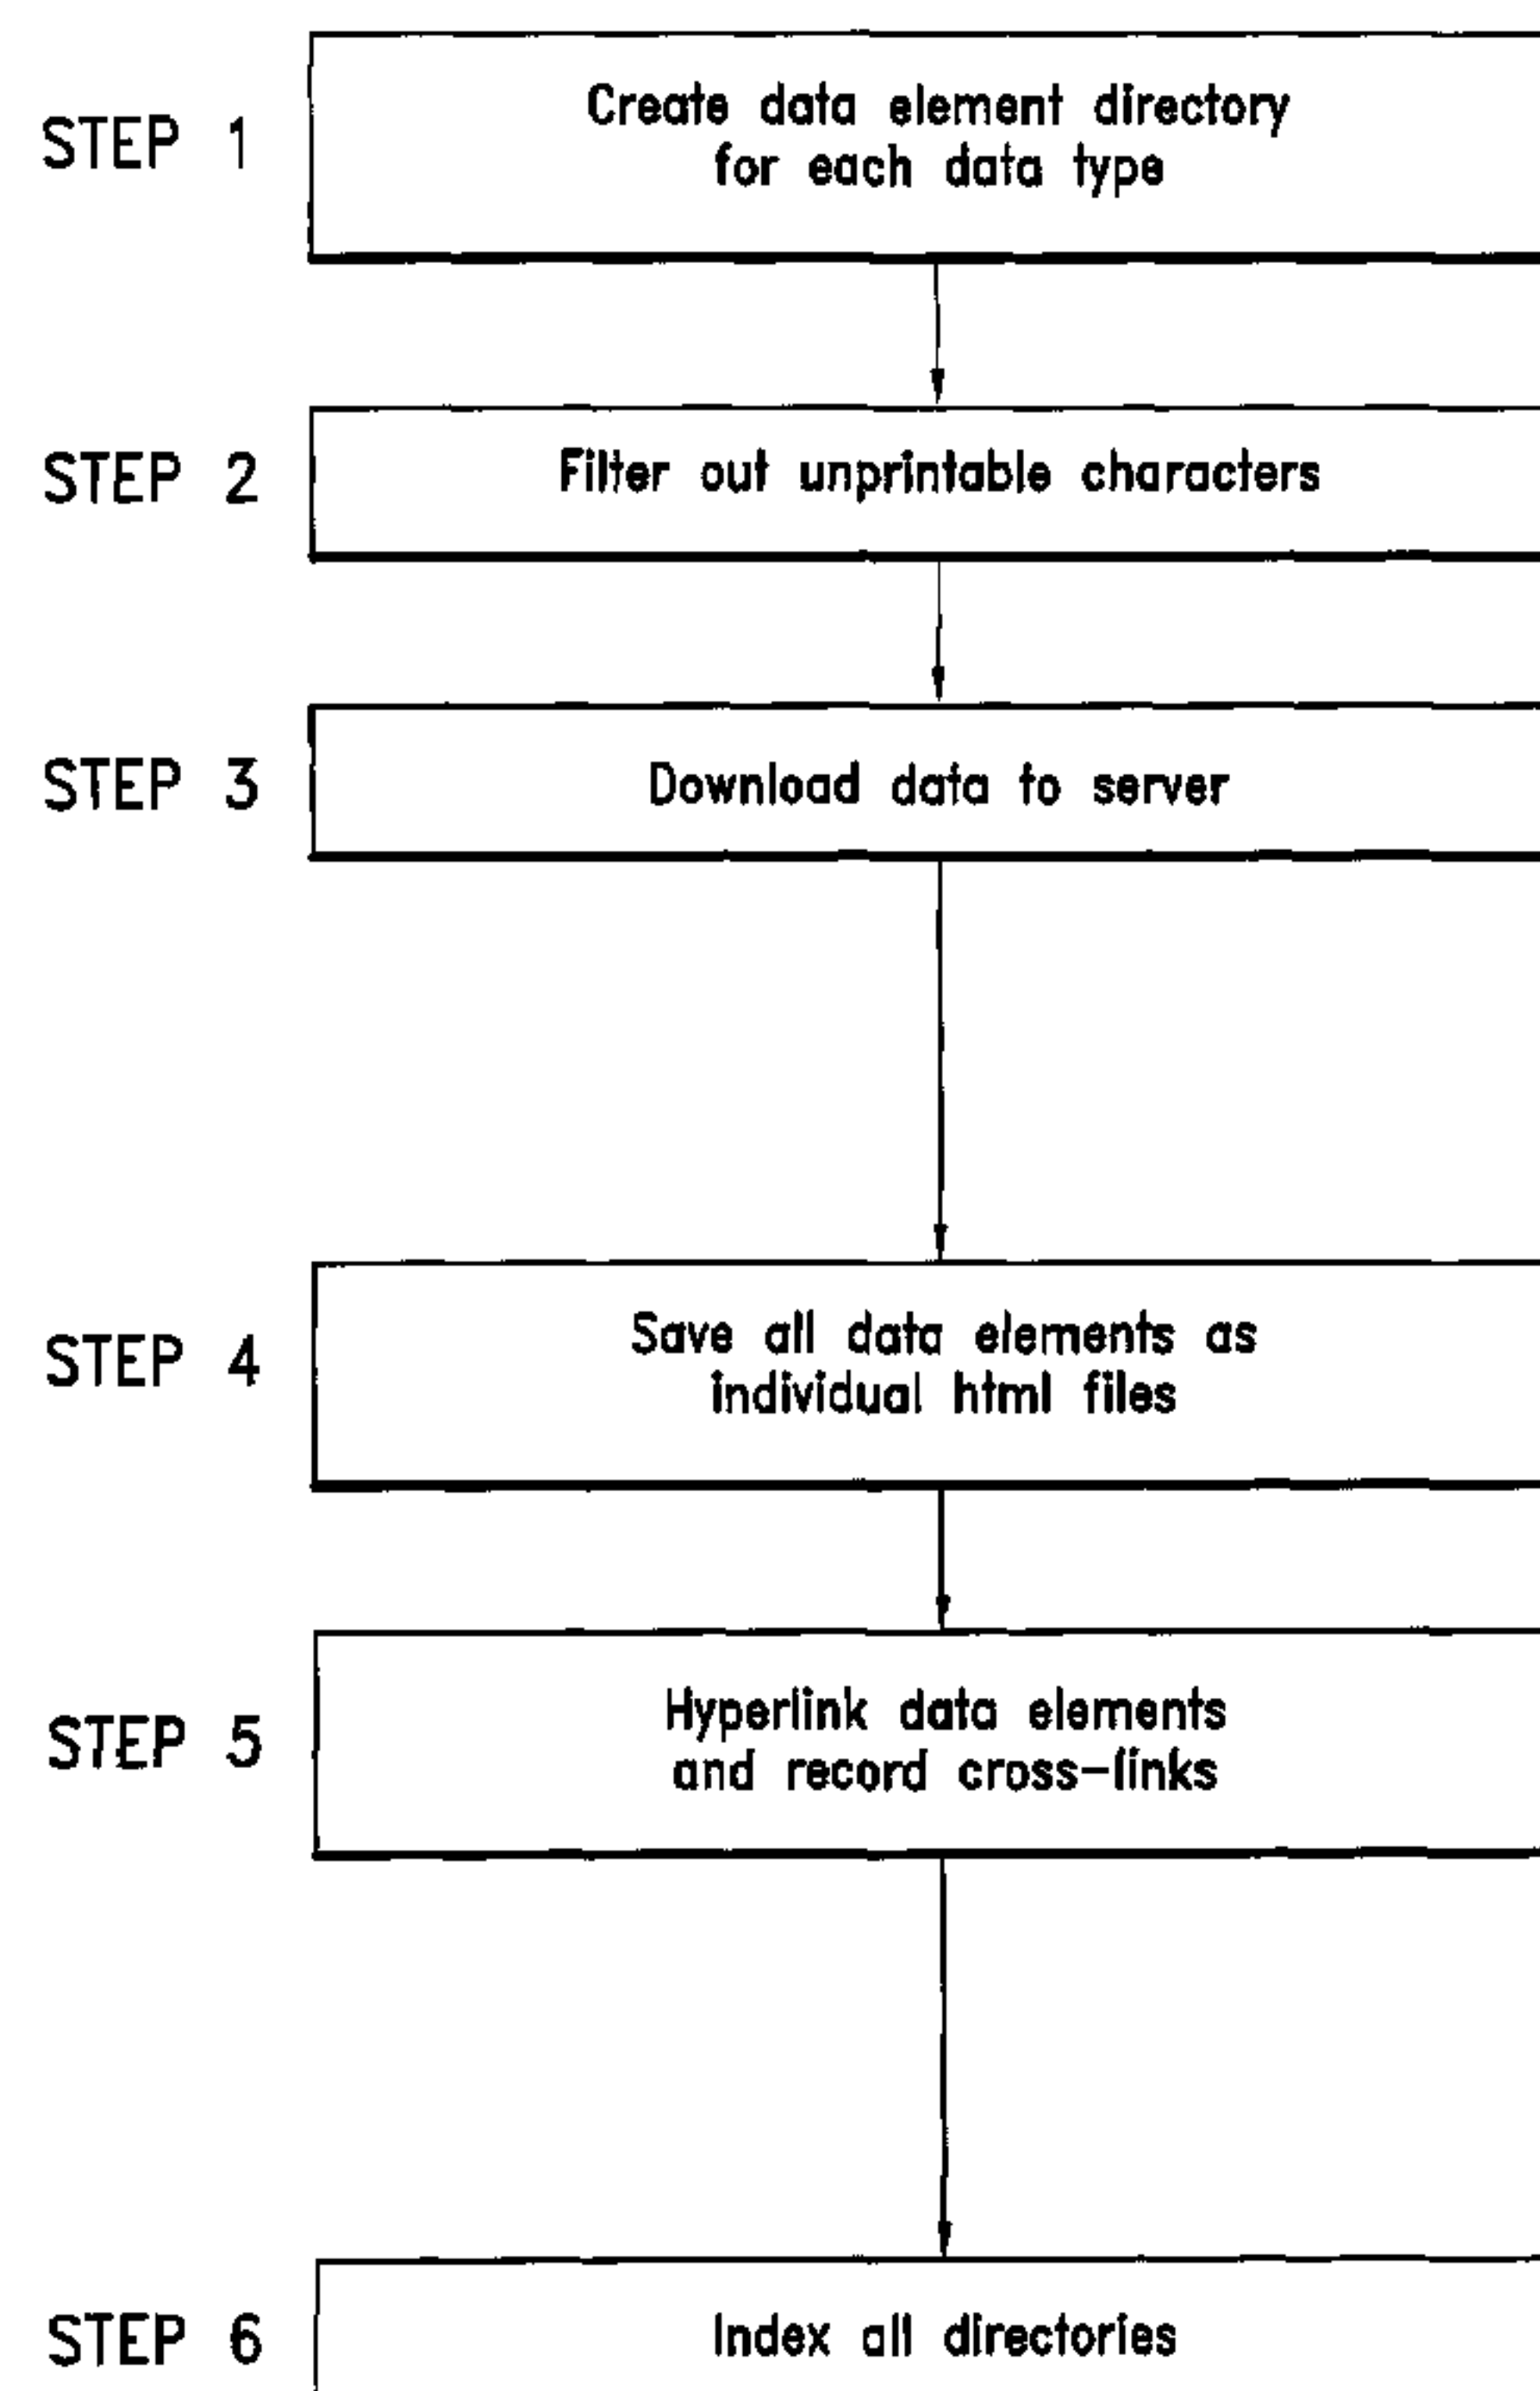 STEP 1
Create data element directory
for each data type
STEP 2
Filter out unprintable characters
STEP 3
Download data to server
STEP 4
Save all data elements as
individual html files
STEP 5
Hyperlink data elements
and record cross-links
STEP 6
Index all directories